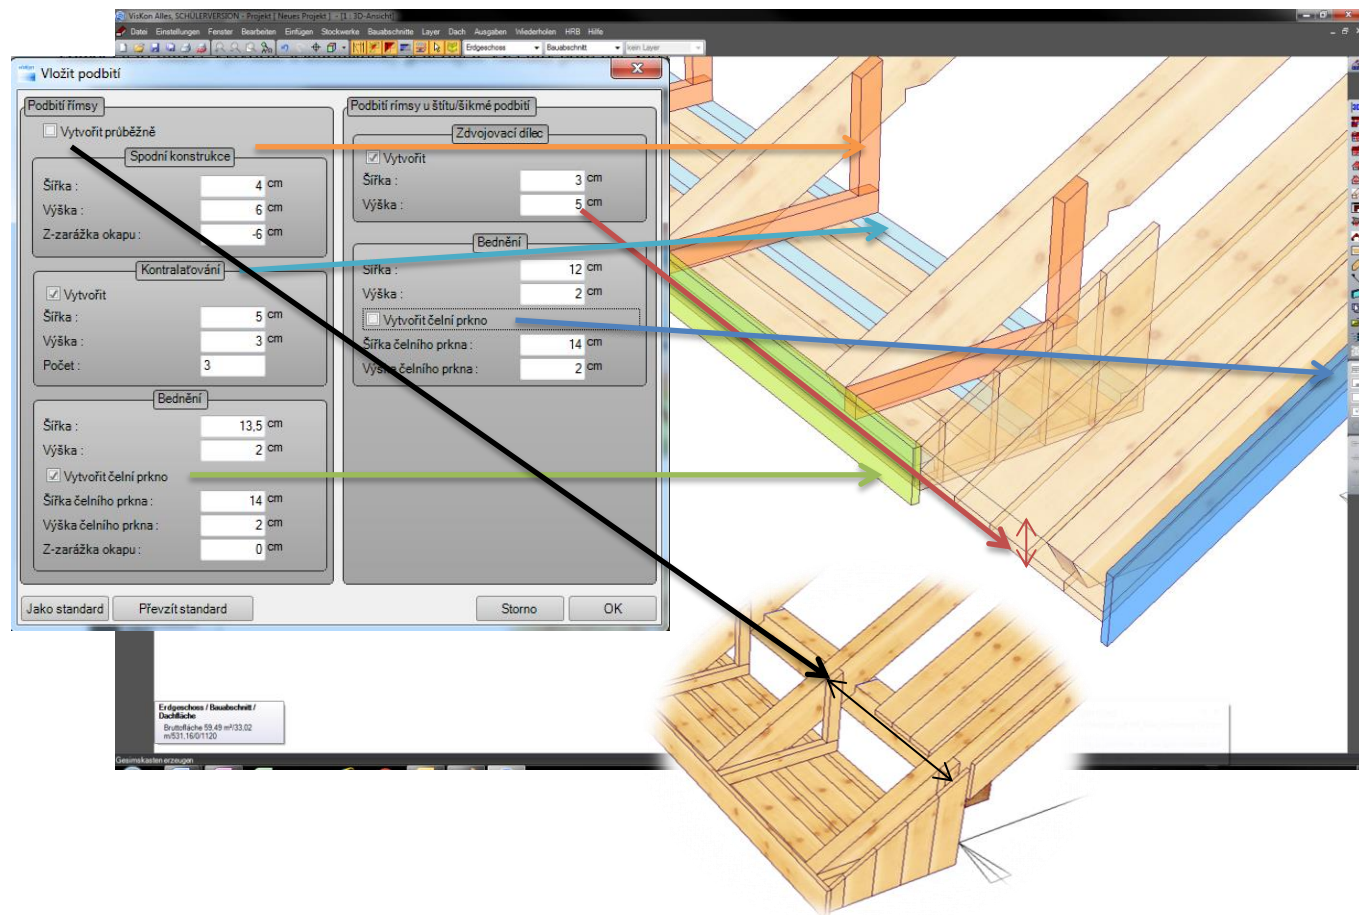 VisKon Alles, SCHÜLERVERSION - Projekt [ Neues Projekt ] - [1 : 3D-Ansicht]
Datei Einstellungen Fenster Bearbeiten Einfügen Stockwerke Bauabschnitte Layer Dach Ausgaben Wiederholen HRB Hilfe
Erdgeschoss Bauabschnitt kein Layer
Vložit podbití
Podbití římsy
Vytvořit průběžně
Spodní konstrukce
Šířka : 4 cm
Výška : 6 cm
Z-zarážka okapu : -6 cm
Kontralaťování
Vytvořit
Šířka : 5 cm
Výška : 3 cm
Počet : 3
Bednění
Šířka : 13,5 cm
Výška : 2 cm
Vytvořit čelní prkno
Šířka čelního prkna : 14 cm
Výška čelního prkna : 2 cm
Z-zarážka okapu : 0 cm
Podbití rímsy u štítu/šikmé podbití
Zdvojovací dílec
Vytvořit
Šířka : 3 cm
Výška : 5 cm
Bednění
Šířka : 12 cm
Výška : 2 cm
Vytvořit čelní prkno
Šířka čelního prkna : 14 cm
Výška čelního prkna : 2 cm
Jako standard Převzít standard Storno OK
Erdgeschoss / Bauabschnitt /
Dachfläche
Bruttofläche 59,49 m²/33,02
m/531.16/0/1120
Gesimskasten erzeugen